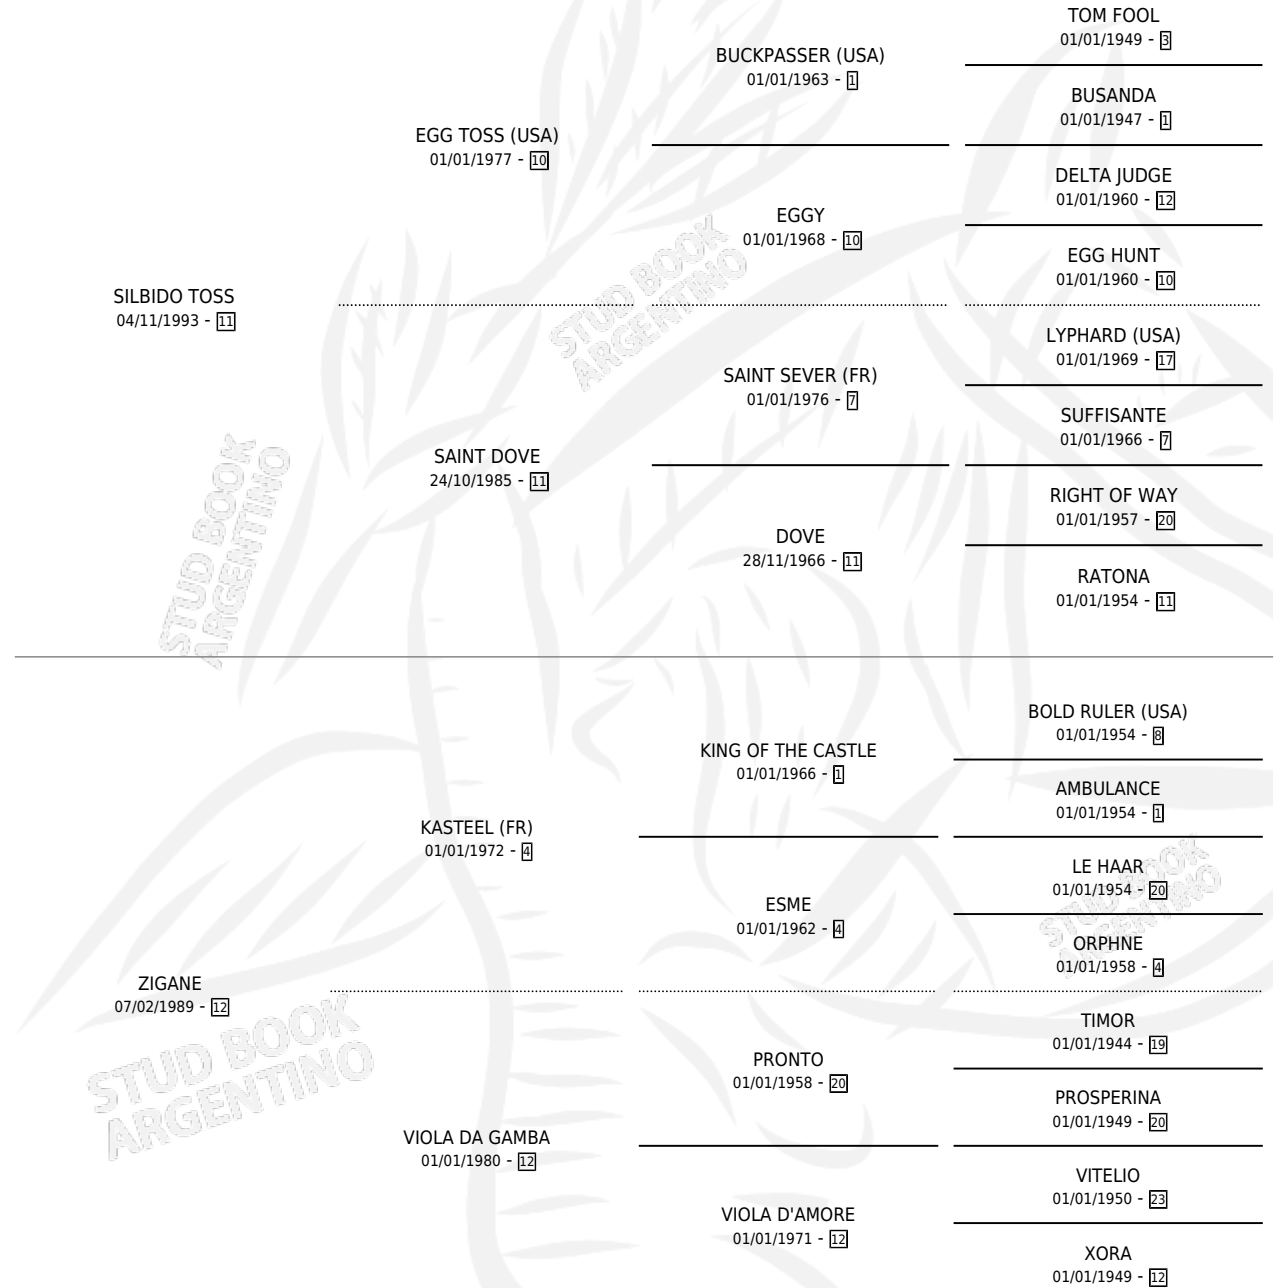 TOM FOOL
01/01/1949 - 3
BUCKPASSER (USA)
01/01/1963 - 1
BUSANDA
01/01/1947 - 1
EGG TOSS (USA)
01/01/1977 - 10
DELTA JUDGE
01/01/1960 - 12
EGGY
01/01/1968 - 10
EGG HUNT
01/01/1960 - 10
SILBIDO TOSS
04/11/1993 - 11
STUD BOOK
ARGENTINO
LYPHARD (USA)
01/01/1969 - 17
SAINT SEVER (FR)
01/01/1976 - 7
SUFFISANTE
01/01/1966 - 7
SAINT DOVE
24/10/1985 - 11
RIGHT OF WAY
01/01/1957 - 20
DOVE
28/11/1966 - 11
RATONA
01/01/1954 - 11
STUD BOOK
ARGENTINO
BOLD RULER (USA)
01/01/1954 - 8
KING OF THE CASTLE
01/01/1966 - 1
AMBULANCE
01/01/1954 - 1
KASTEEL (FR)
01/01/1972 - 4
LE HAAR
01/01/1954 - 20
ESME
01/01/1962 - 4
STUD BOOK
ARGENTINO
ORPHNE
01/01/1958 - 4
ZIGANE
07/02/1989 - 12
TIMOR
01/01/1944 - 19
PRONTO
01/01/1958 - 20
PROSPERINA
01/01/1949 - 20
STUD BOOK
ARGENTINO
VIOLA DA GAMBA
01/01/1980 - 12
VITELIO
01/01/1950 - 23
VIOLA D'AMORE
01/01/1971 - 12
XORA
01/01/1949 - 12